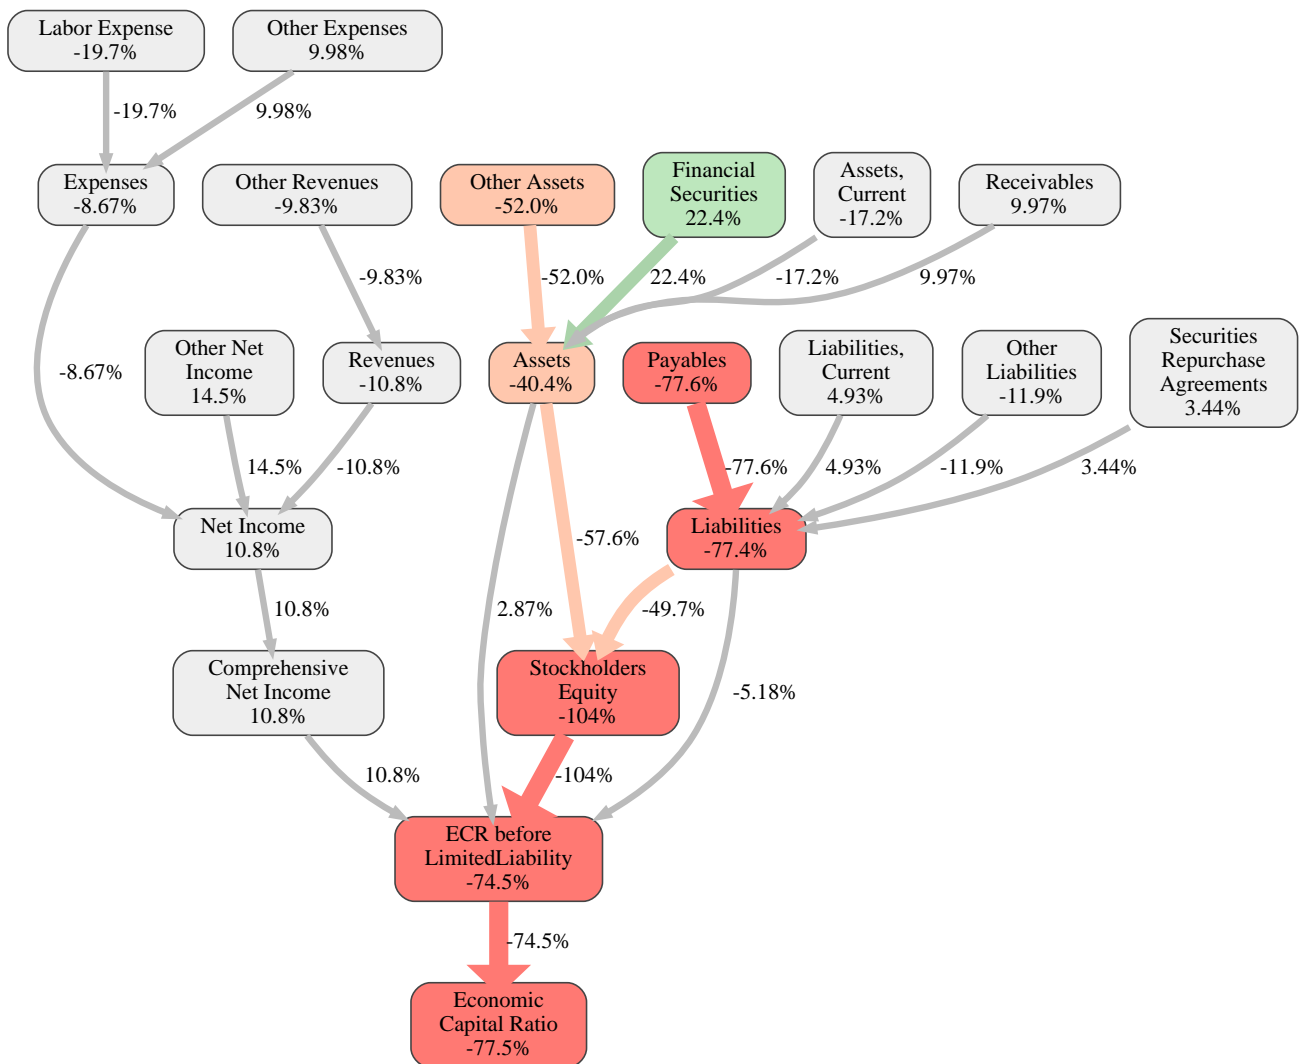 Labor Expense
-19.7%
Other Expenses
9.98%
-19.7%
9.98%
Expenses
-8.67%
Other Revenues
-9.83%
Other Assets
-52.0%
Financial
Securities
22.4%
Assets,
Current
-17.2%
Receivables
9.97%
-9.83%
-52.0%
22.4%
-17.2%
9.97%
-8.67%
Other Net
Income
14.5%
Revenues
-10.8%
Assets
-40.4%
Payables
-77.6%
Liabilities,
Current
4.93%
Other
Liabilities
-11.9%
Securities
Repurchase
Agreements
3.44%
14.5%
-10.8%
-77.6%
4.93%
-11.9%
3.44%
Net Income
10.8%
-57.6%
Liabilities
-77.4%
10.8%
2.87%
-49.7%
Comprehensive
Net Income
10.8%
Stockholders
Equity
-104%
-5.18%
10.8%
-104%
ECR before
LimitedLiability
-74.5%
-74.5%
Economic
Capital Ratio
-77.5%